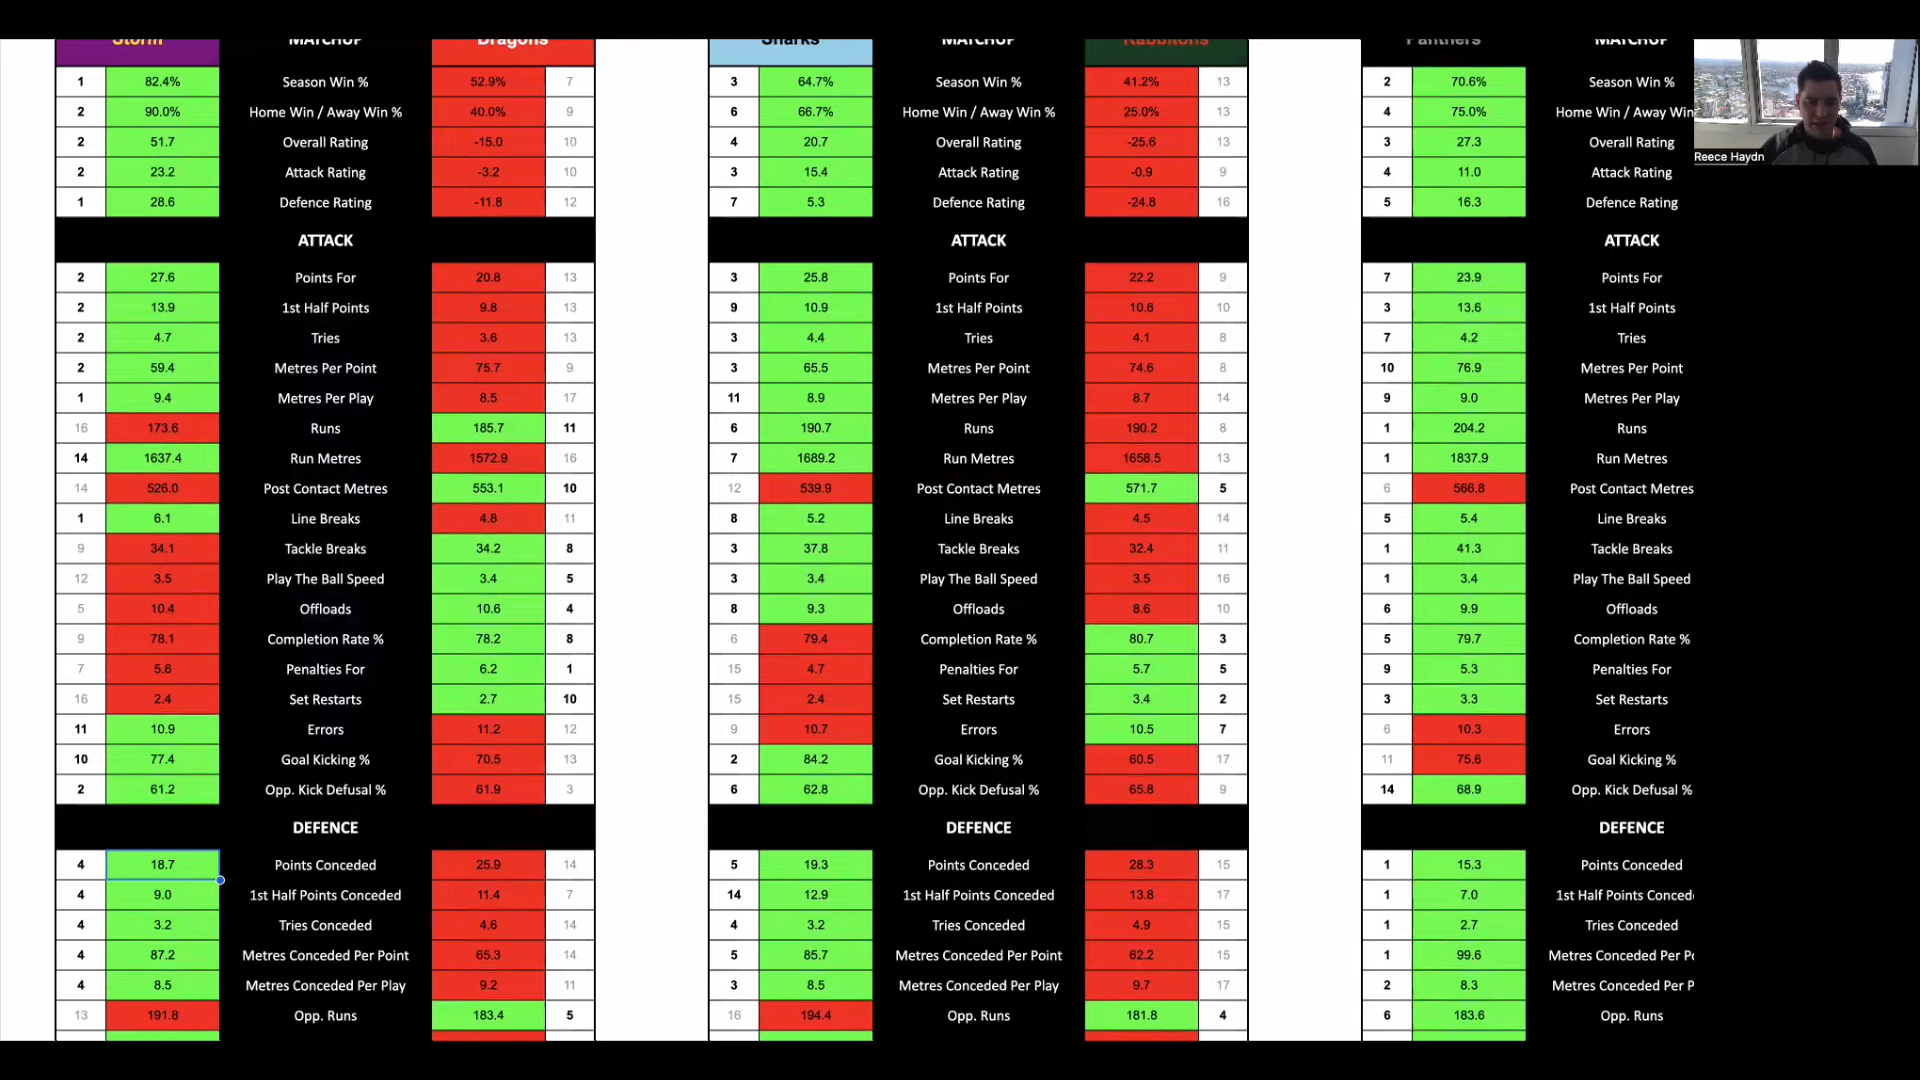 Storm MATCHUP Dragons Sharks MATCHUP Rabbitohs Panthers MATCHUP
1 82.4% Season Win % 52.9% 7 3 64.7% Season Win % 41.2% 13 2 70.6% Season Win %
2 90.0% Home Win / Away Win % 40.0% 9 6 66.7% Home Win / Away Win % 25.0% 13 4 75.0% Home Win / Away Win
2 51.7 Overall Rating -15.0 10 4 20.7 Overall Rating -25.6 13 3 27.3 Overall Rating
Reece Haydn
2 23.2 Attack Rating -3.2 10 3 15.4 Attack Rating -0.9 9 4 11.0 Attack Rating
1 28.6 Defence Rating -11.8 12 7 5.3 Defence Rating -24.8 16 5 16.3 Defence Rating
ATTACK ATTACK ATTACK
2 27.6 Points For 20.8 13 3 25.8 Points For 22.2 9 7 23.9 Points For
2 13.9 1st Half Points 9.8 13 9 10.9 1st Half Points 10.6 10 3 13.6 1st Half Points
2 4.7 Tries 3.6 13 3 4.4 Tries 4.1 8 7 4.2 Tries
2 59.4 Metres Per Point 75.7 9 3 65.5 Metres Per Point 74.6 8 10 76.9 Metres Per Point
1 9.4 Metres Per Play 8.5 17 11 8.9 Metres Per Play 8.7 14 9 9.0 Metres Per Play
16 173.6 Runs 185.7 11 6 190.7 Runs 190.2 8 1 204.2 Runs
14 1637.4 Run Metres 1572.9 16 7 1689.2 Run Metres 1658.5 13 1 1837.9 Run Metres
14 526.0 Post Contact Metres 553.1 10 12 539.9 Post Contact Metres 571.7 5 6 566.8 Post Contact Metres
1 6.1 Line Breaks 4.8 11 8 5.2 Line Breaks 4.5 14 5 5.4 Line Breaks
9 34.1 Tackle Breaks 34.2 8 3 37.8 Tackle Breaks 32.4 11 1 41.3 Tackle Breaks
12 3.5 Play The Ball Speed 3.4 5 3 3.4 Play The Ball Speed 3.5 16 1 3.4 Play The Ball Speed
5 10.4 Offloads 10.6 4 8 9.3 Offloads 8.6 10 6 9.9 Offloads
9 78.1 Completion Rate % 78.2 8 6 79.4 Completion Rate % 80.7 3 5 79.7 Completion Rate %
7 5.6 Penalties For 6.2 1 15 4.7 Penalties For 5.7 5 9 5.3 Penalties For
16 2.4 Set Restarts 2.7 10 15 2.4 Set Restarts 3.4 2 3 3.3 Set Restarts
11 10.9 Errors 11.2 12 9 10.7 Errors 10.5 7 6 10.3 Errors
10 77.4 Goal Kicking % 70.5 13 2 84.2 Goal Kicking % 60.5 17 11 75.6 Goal Kicking %
2 61.2 Opp. Kick Defusal % 61.9 3 6 62.8 Opp. Kick Defusal % 65.8 9 14 68.9 Opp. Kick Defusal %
DEFENCE DEFENCE DEFENCE
4 18.7 Points Conceded 25.9 14 5 19.3 Points Conceded 28.3 15 1 15.3 Points Conceded
4 9.0 1st Half Points Conceded 11.4 7 14 12.9 1st Half Points Conceded 13.8 17 1 7.0 1st Half Points Conced
4 3.2 Tries Conceded 4.6 14 4 3.2 Tries Conceded 4.9 15 1 2.7 Tries Conceded
4 87.2 Metres Conceded Per Point 65.3 14 5 85.7 Metres Conceded Per Point 62.2 15 1 99.6 Metres Conceded Per P
4 8.5 Metres Conceded Per Play 9.2 11 3 8.5 Metres Conceded Per Play 9.7 17 2 8.3 Metres Conceded Per P
13 191.8 Opp. Runs 183.4 5 16 194.4 Opp. Runs 181.8 4 6 183.6 Opp. Runs